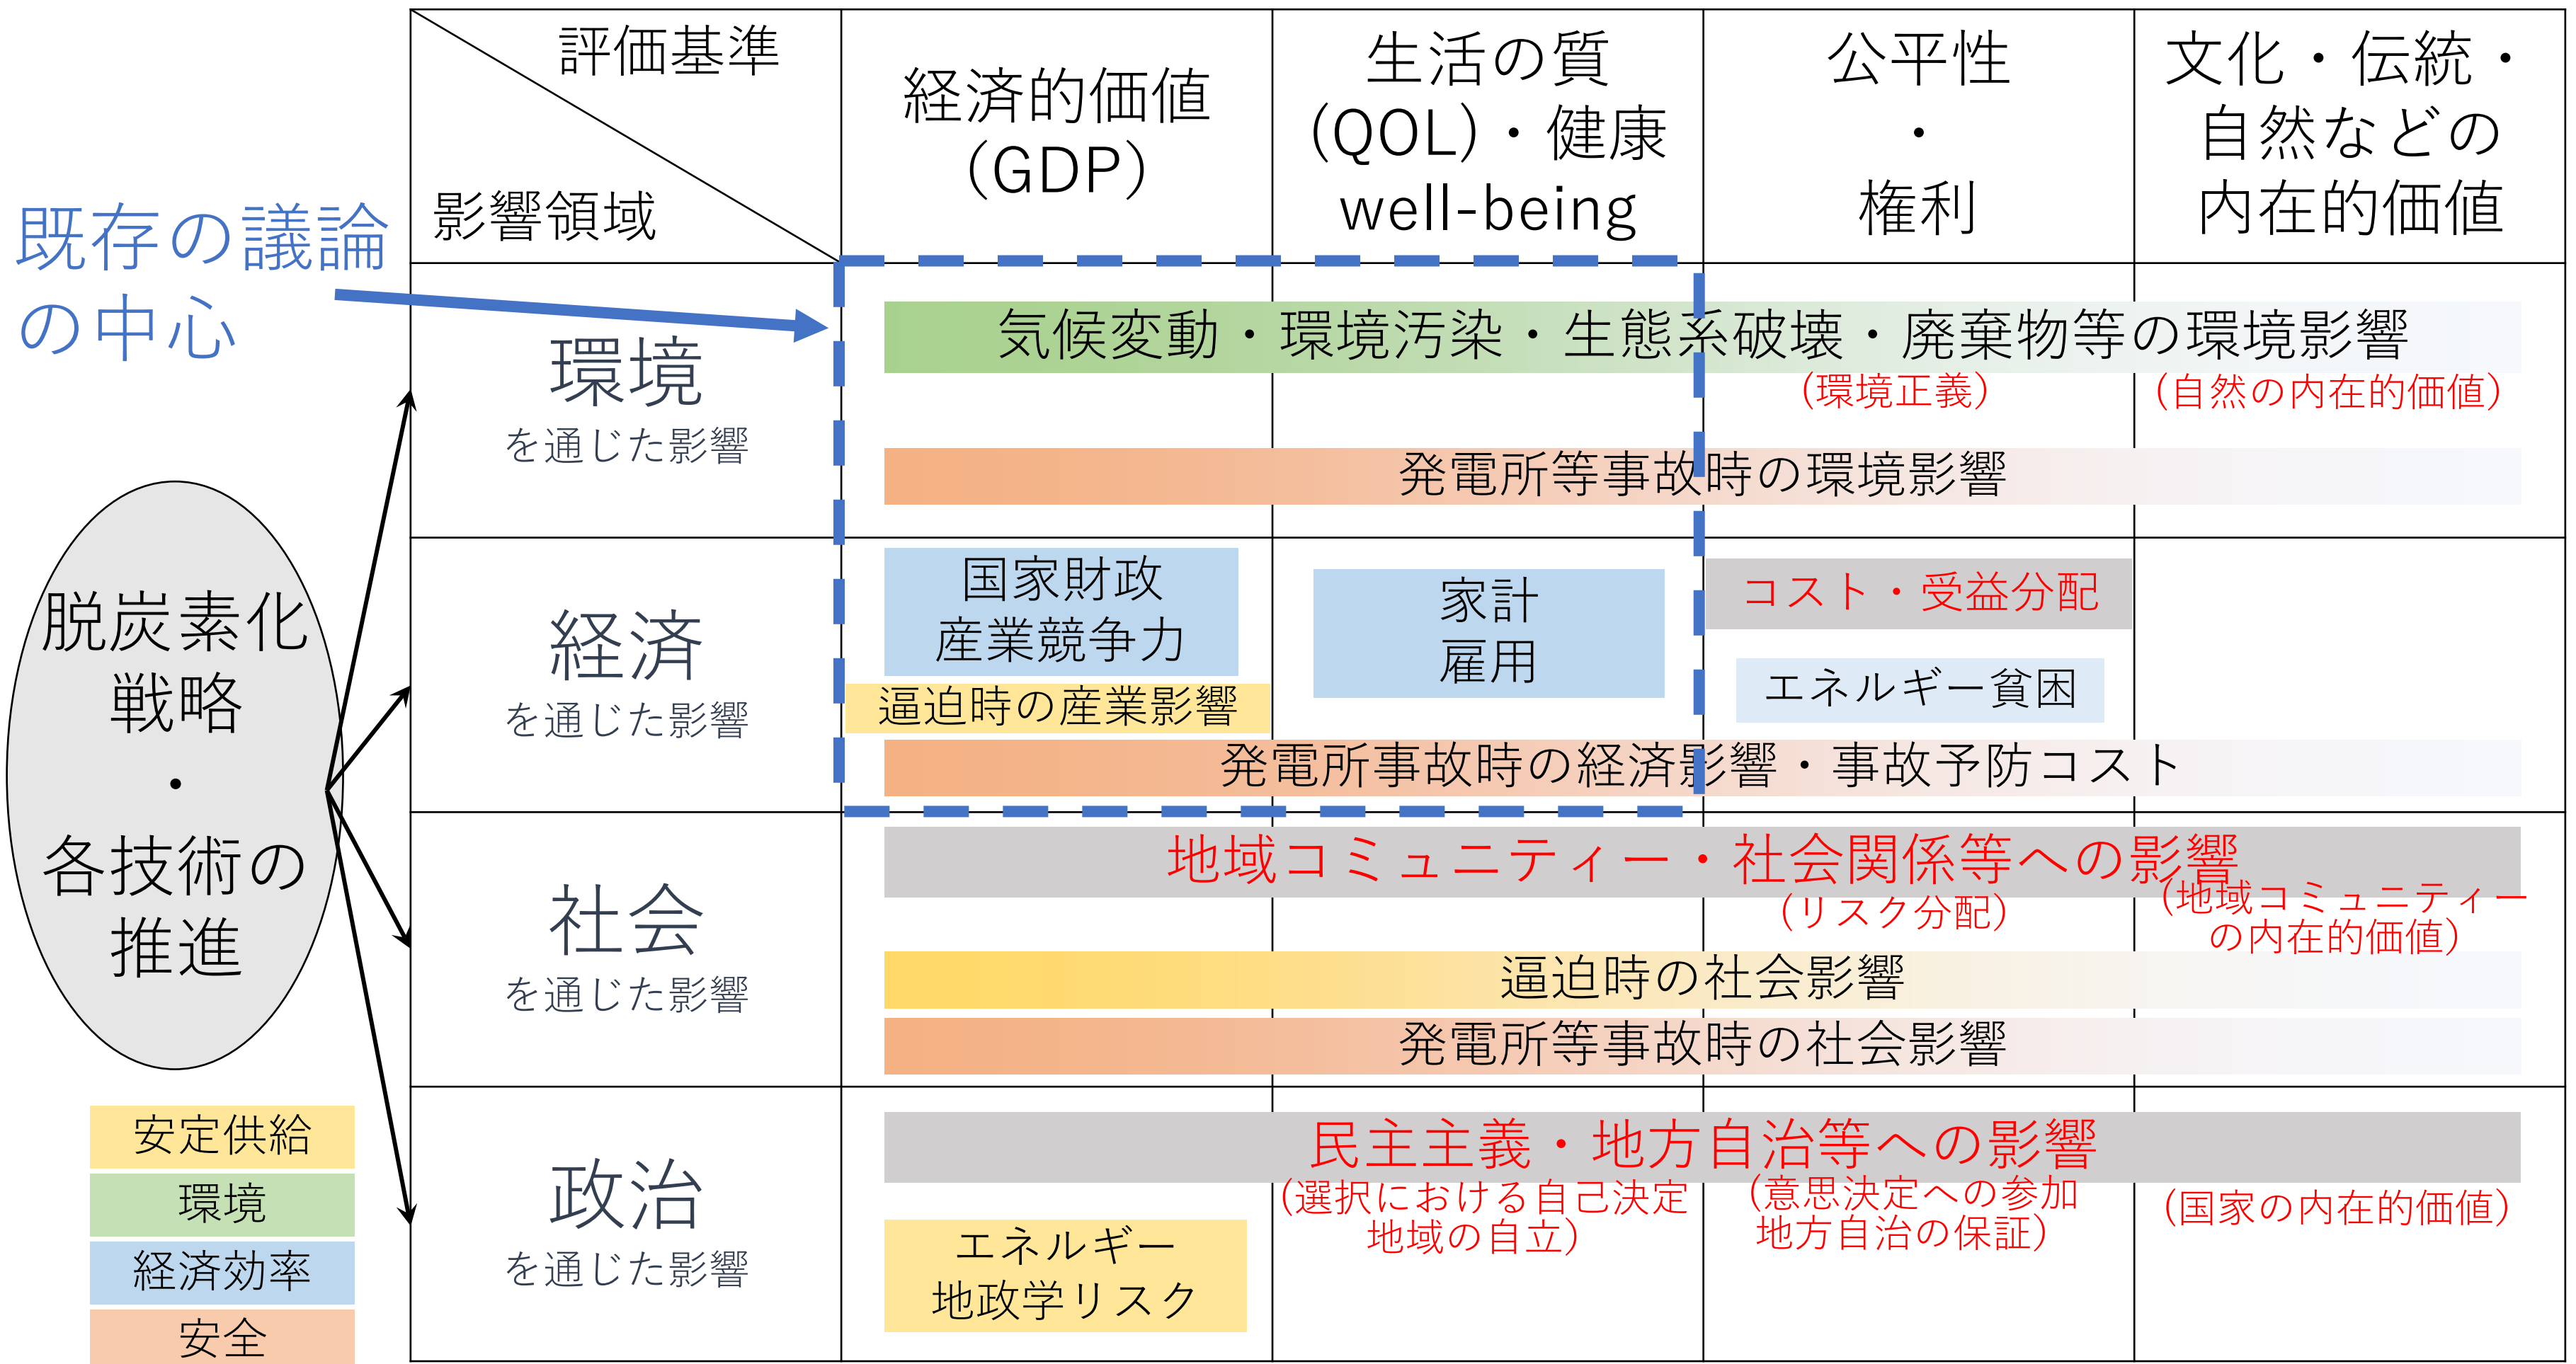 評価基準
影響領域
経済的価値
（GDP）
生活の質
(QOL)・健康
well-being
公平性
・
権利
文化・伝統・
自然などの
内在的価値
既存の議論
の中心
環境
を通じた影響
気候変動・環境汚染・生態系破壊・廃棄物等の環境影響
（環境正義）
（自然の内在的価値）
発電所等事故時の環境影響
脱炭素化
戦略
・
各技術の
推進
経済
を通じた影響
国家財政
産業競争力
逼迫時の産業影響
家計
雇用
コスト・受益分配
エネルギー貧困
発電所事故時の経済影響・事故予防コスト
社会
を通じた影響
地域コミュニティー・社会関係等への影響
（リスク分配）
（地域コミュニティー
の内在的価値）
逼迫時の社会影響
発電所等事故時の社会影響
政治
を通じた影響
民主主義・地方自治等への影響
（選択における自己決定
地域の自立）
（意思決定への参加
地方自治の保証）
（国家の内在的価値）
エネルギー
地政学リスク
安定供給
環境
経済効率
安全